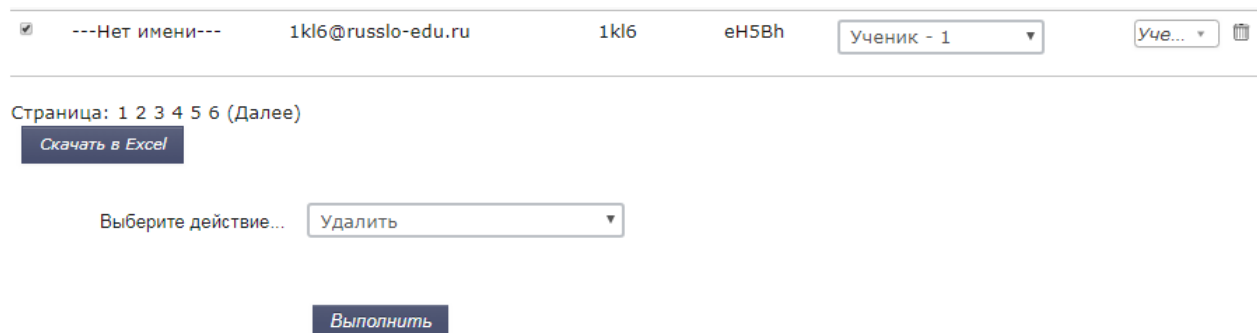 ---Нет имени--- 1kl6@russlo-edu.ru 1kl6 eH5Bh Ученик - 1 Уче...
Страница: 1 2 3 4 5 6 (Далее)
Скачать в Excel
Выберите действие... Удалить
Выполнить